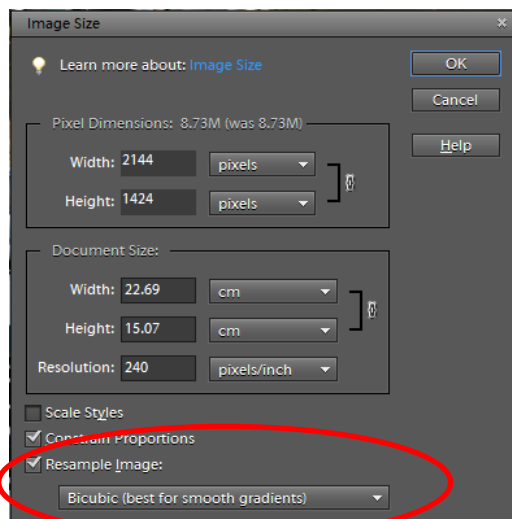 Image Size ×
Learn more about: Image Size
OK
Cancel
Help
Pixel Dimensions: 8.73M (was 8.73M)
Width: 2144 pixels
Height: 1424 pixels
Document Size:
Width: 22.69 cm
Height: 15.07 cm
Resolution: 240 pixels/inch
Scale Styles
Constrain Proportions
Resample Image:
Bicubic (best for smooth gradients)